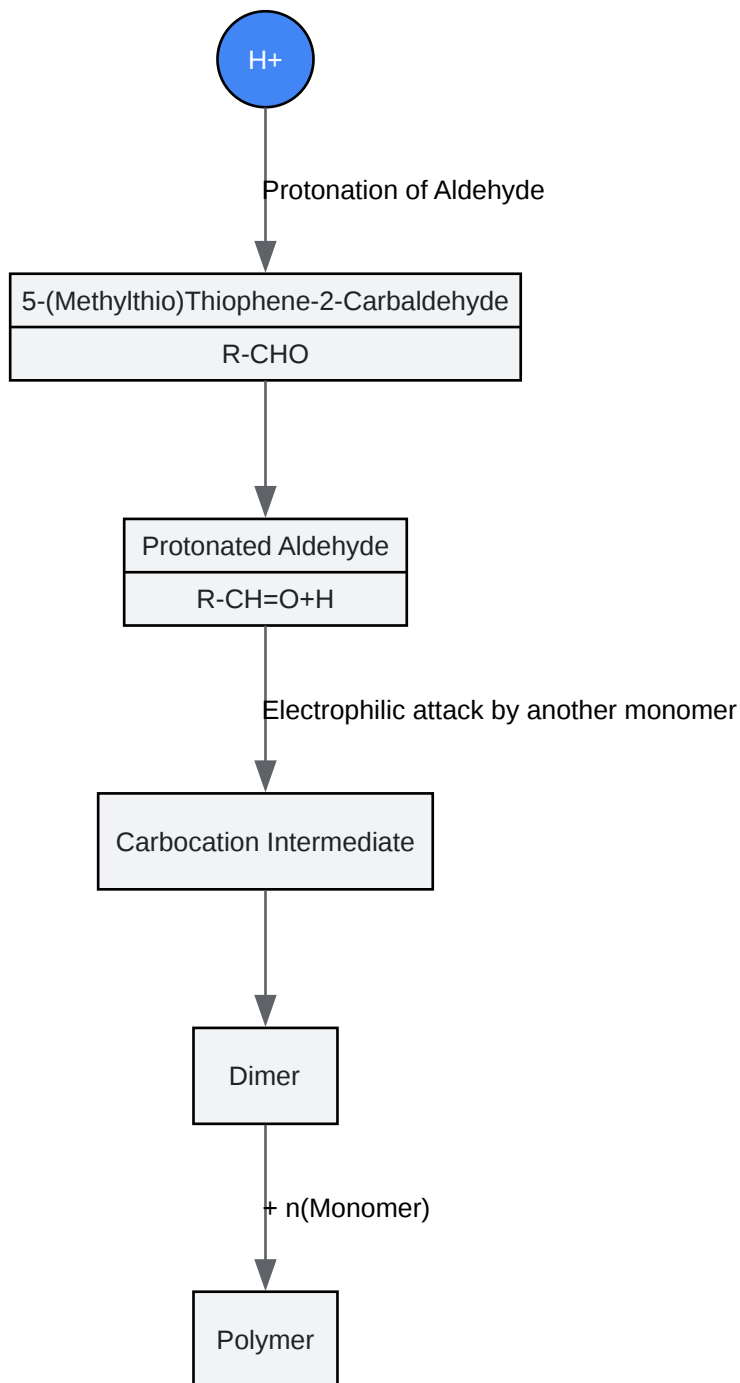 H+
Protonation of Aldehyde
5-(Methylthio)Thiophene-2-Carbaldehyde
R-CHO
Protonated Aldehyde
R-CH=O+H
Electrophilic attack by another monomer
Carbocation Intermediate
Dimer
+ n(Monomer)
Polymer